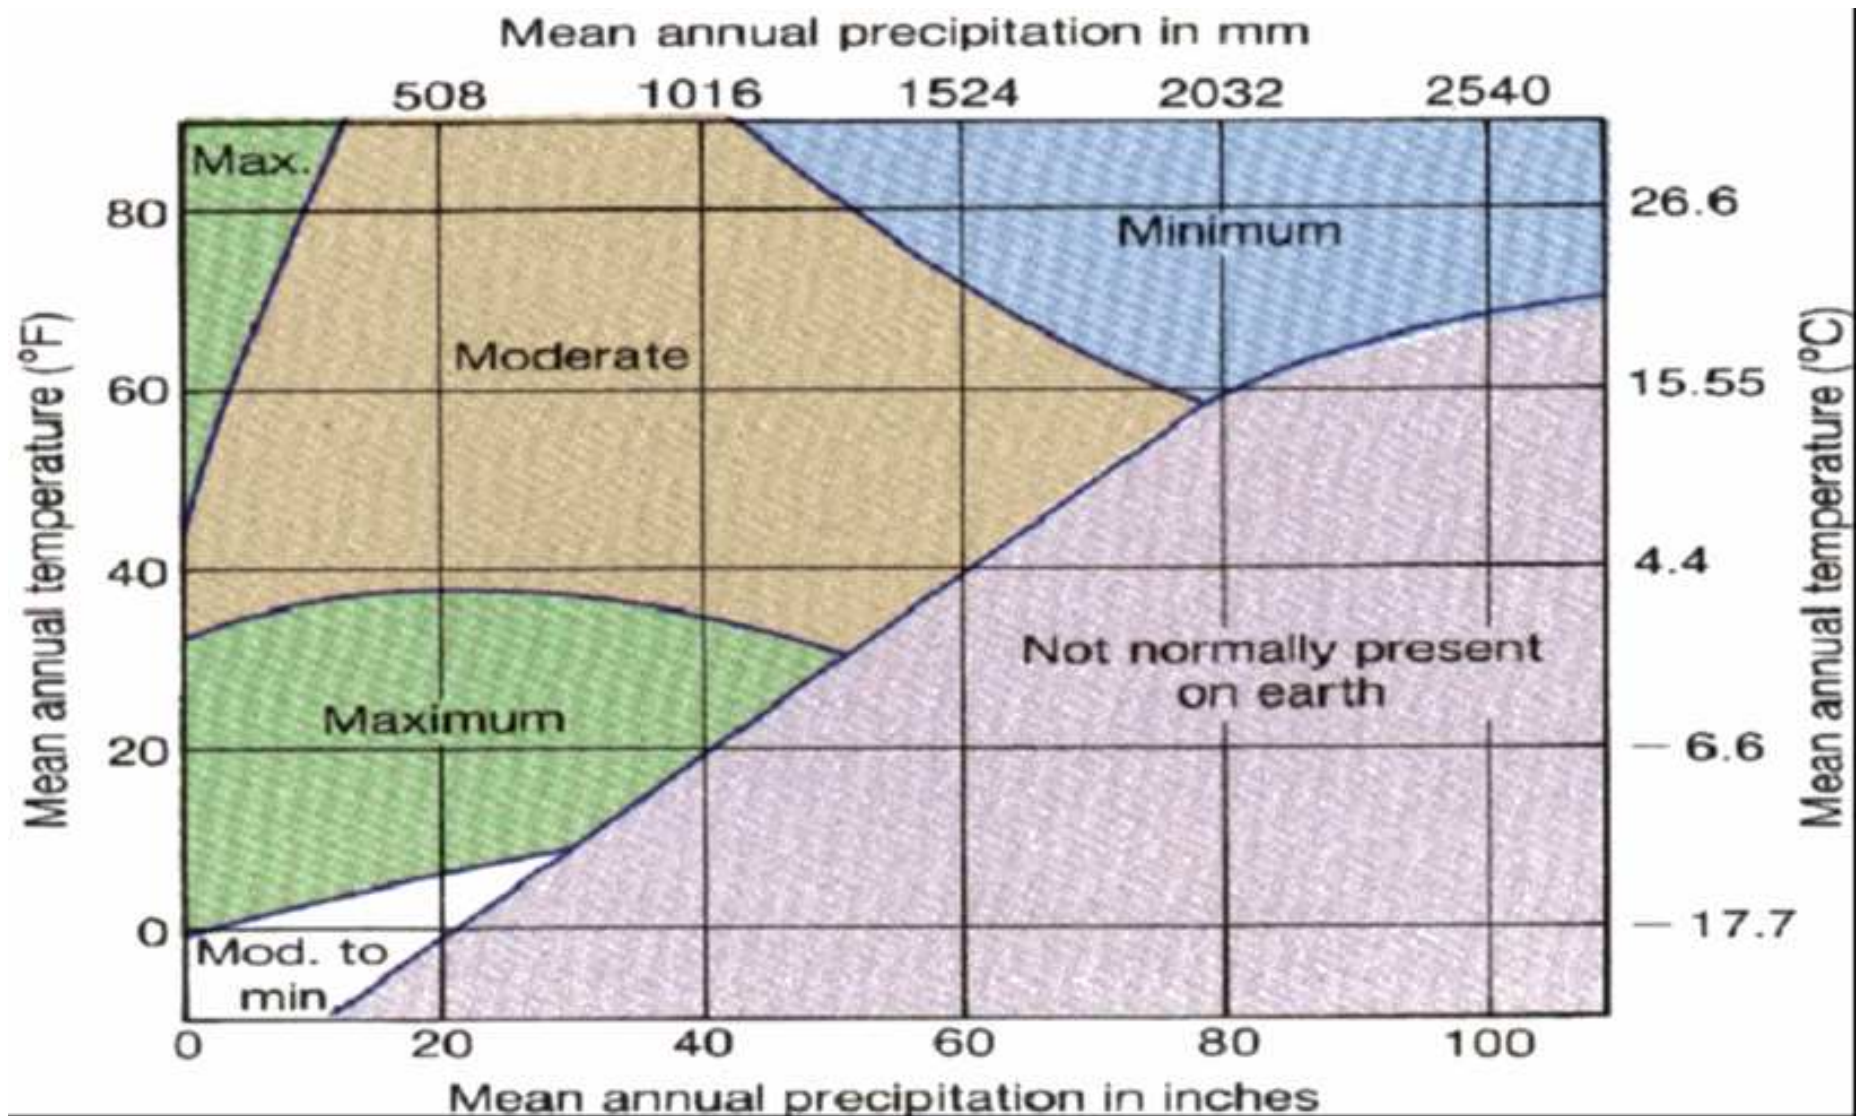 Mean annual precipitation in mm
508 1016 1524 2032 2540
Max.
80 26.6
Minimum
Moderate
60 15.55
Mean annual temperature (°F)
Mean annual temperature (°C)
40 4.4
Not normally present
on earth
Maximum
20 − 6.6
0 − 17.7
Mod. to
min.
0 20 40 60 80 100
Mean annual precipitation in inches